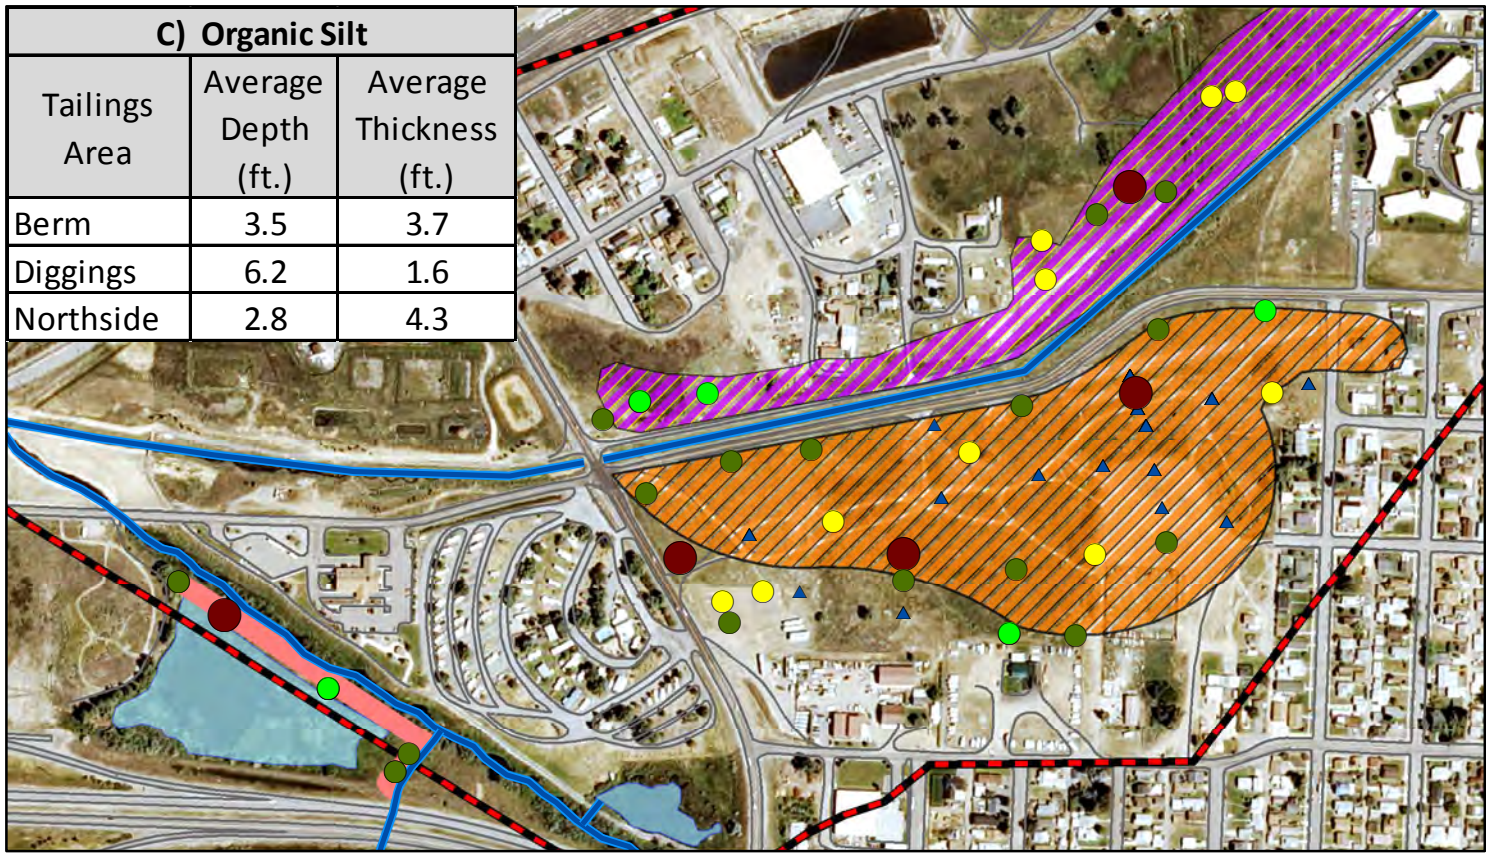 C) Organic Silt
Tailings Area
Average Depth (ft.)
Average Thickness (ft.)
Berm 3.5 3.7
Diggings 6.2 1.6
Northside 2.8 4.3